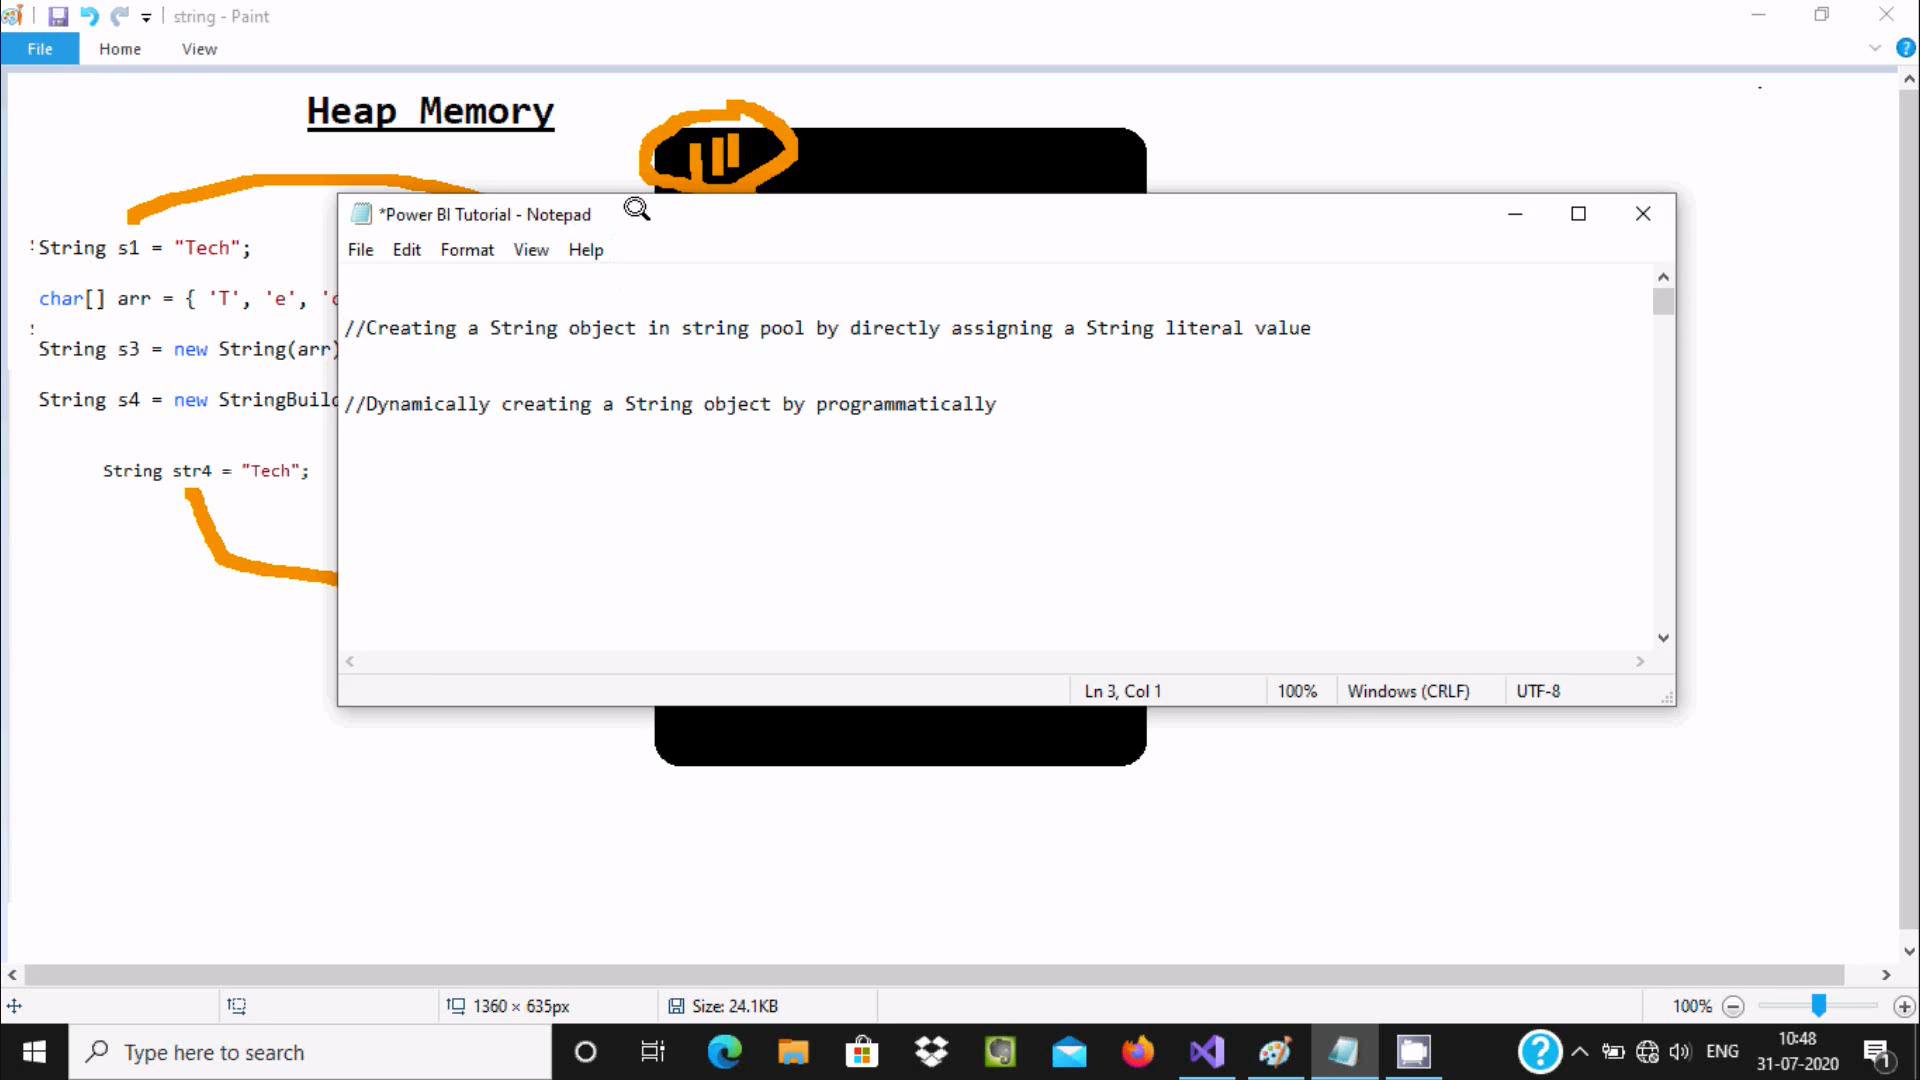 string - Paint
File Home View
Heap Memory
String s1 = "Tech";
char[] arr = { 'T', 'e', 'c
String s3 = new String(arr)
String s4 = new StringBuild
String str4 = "Tech";
*Power BI Tutorial - Notepad
File Edit Format View Help
//Creating a String object in string pool by directly assigning a String literal value
//Dynamically creating a String object by programmatically
Ln 3, Col 1 100% Windows (CRLF) UTF-8
1360 × 635px Size: 24.1KB 100%
Type here to search
ENG
10:48
31-07-2020
1